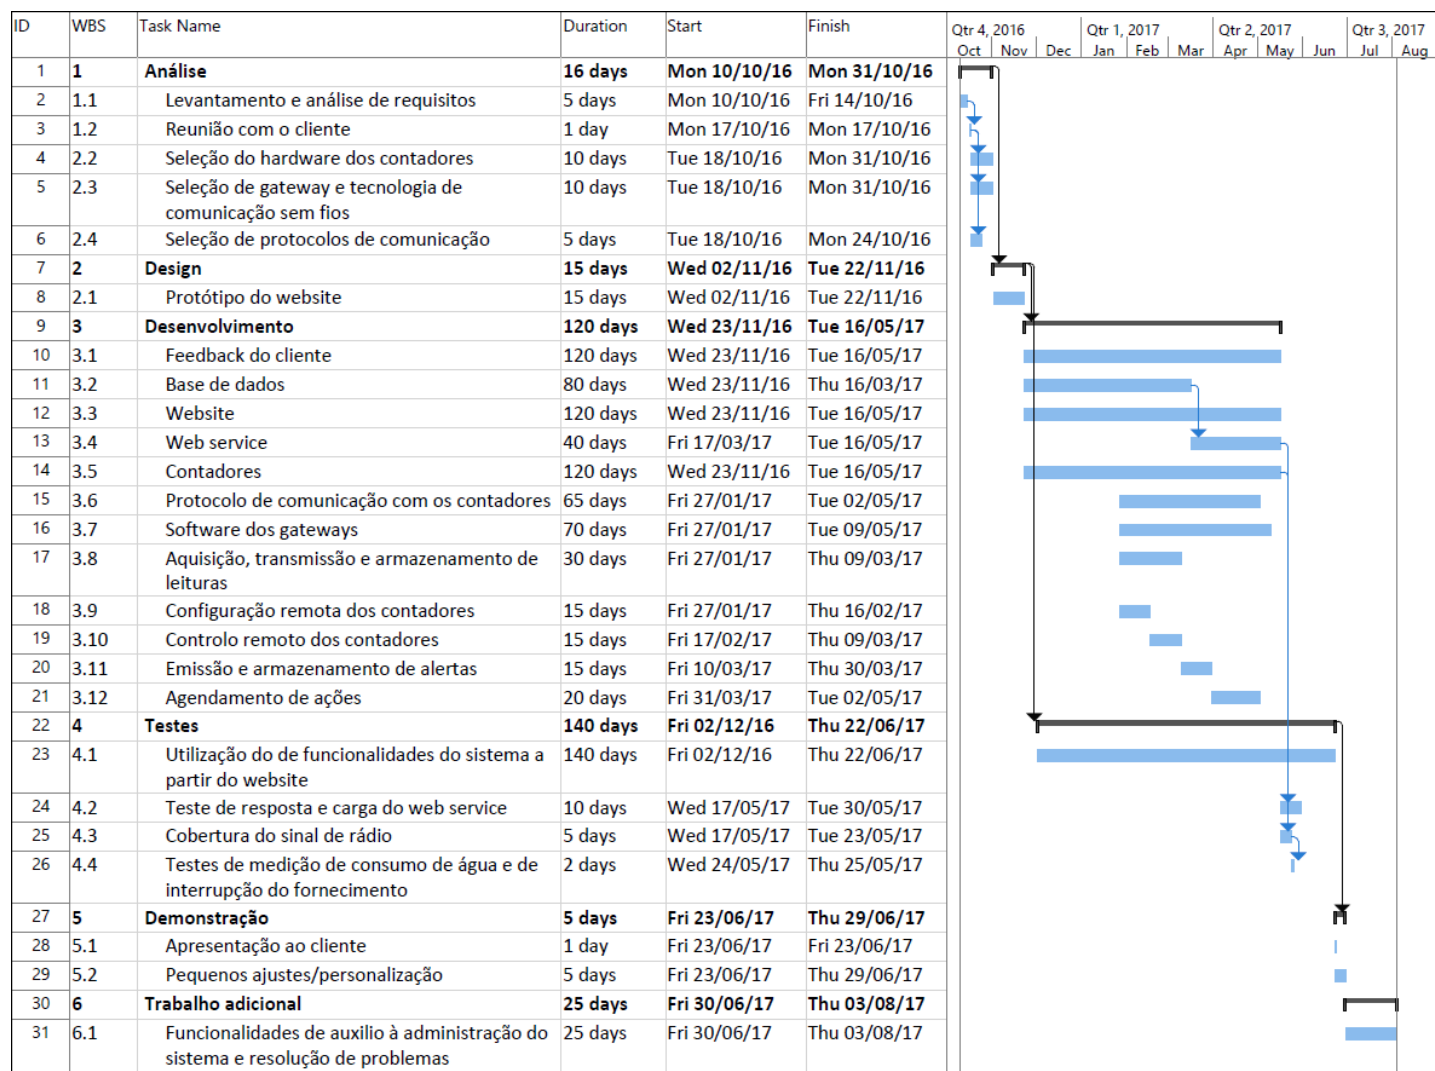 ID WBS Task Name Duration Start Finish
Qtr 4, 2016 Qtr 1, 2017 Qtr 2, 2017 Qtr 3, 2017
Oct Nov Dec Jan Feb Mar Apr May Jun Jul Aug
1 1 Análise 16 days Mon 10/10/16 Mon 31/10/16
2 1.1 Levantamento e análise de requisitos 5 days Mon 10/10/16 Fri 14/10/16
3 1.2 Reunião com o cliente 1 day Mon 17/10/16 Mon 17/10/16
4 2.2 Seleção do hardware dos contadores 10 days Tue 18/10/16 Mon 31/10/16
5 2.3 Seleção de gateway e tecnologia de 10 days Tue 18/10/16 Mon 31/10/16
comunicação sem fios
6 2.4 Seleção de protocolos de comunicação 5 days Tue 18/10/16 Mon 24/10/16
7 2 Design 15 days Wed 02/11/16 Tue 22/11/16
8 2.1 Protótipo do website 15 days Wed 02/11/16 Tue 22/11/16
9 3 Desenvolvimento 120 days Wed 23/11/16 Tue 16/05/17
10 3.1 Feedback do cliente 120 days Wed 23/11/16 Tue 16/05/17
11 3.2 Base de dados 80 days Wed 23/11/16 Thu 16/03/17
12 3.3 Website 120 days Wed 23/11/16 Tue 16/05/17
13 3.4 Web service 40 days Fri 17/03/17 Tue 16/05/17
14 3.5 Contadores 120 days Wed 23/11/16 Tue 16/05/17
15 3.6 Protocolo de comunicação com os contadores 65 days Fri 27/01/17 Tue 02/05/17
16 3.7 Software dos gateways 70 days Fri 27/01/17 Tue 09/05/17
17 3.8 Aquisição, transmissão e armazenamento de 30 days Fri 27/01/17 Thu 09/03/17
leituras
18 3.9 Configuração remota dos contadores 15 days Fri 27/01/17 Thu 16/02/17
19 3.10 Controlo remoto dos contadores 15 days Fri 17/02/17 Thu 09/03/17
20 3.11 Emissão e armazenamento de alertas 15 days Fri 10/03/17 Thu 30/03/17
21 3.12 Agendamento de ações 20 days Fri 31/03/17 Tue 02/05/17
22 4 Testes 140 days Fri 02/12/16 Thu 22/06/17
23 4.1 Utilização do de funcionalidades do sistema a 140 days Fri 02/12/16 Thu 22/06/17
partir do website
24 4.2 Teste de resposta e carga do web service 10 days Wed 17/05/17 Tue 30/05/17
25 4.3 Cobertura do sinal de rádio 5 days Wed 17/05/17 Tue 23/05/17
26 4.4 Testes de medição de consumo de água e de 2 days Wed 24/05/17 Thu 25/05/17
interrupção do fornecimento
27 5 Demonstração 5 days Fri 23/06/17 Thu 29/06/17
28 5.1 Apresentação ao cliente 1 day Fri 23/06/17 Fri 23/06/17
29 5.2 Pequenos ajustes/personalização 5 days Fri 23/06/17 Thu 29/06/17
30 6 Trabalho adicional 25 days Fri 30/06/17 Thu 03/08/17
31 6.1 Funcionalidades de auxilio à administração do 25 days Fri 30/06/17 Thu 03/08/17
sistema e resolução de problemas